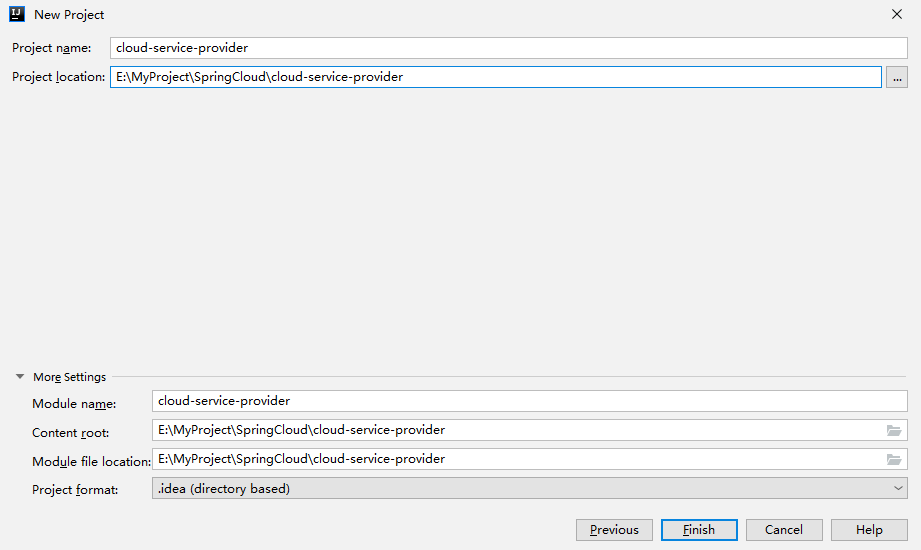 IJ New Project
Project name: cloud-service-provider
Project location: E:\MyProject\SpringCloud\cloud-service-provider ...
More Settings
Module name: cloud-service-provider
Content root: E:\MyProject\SpringCloud\cloud-service-provider
Module file location: E:\MyProject\SpringCloud\cloud-service-provider
Project format: .idea (directory based)
Previous Finish Cancel Help